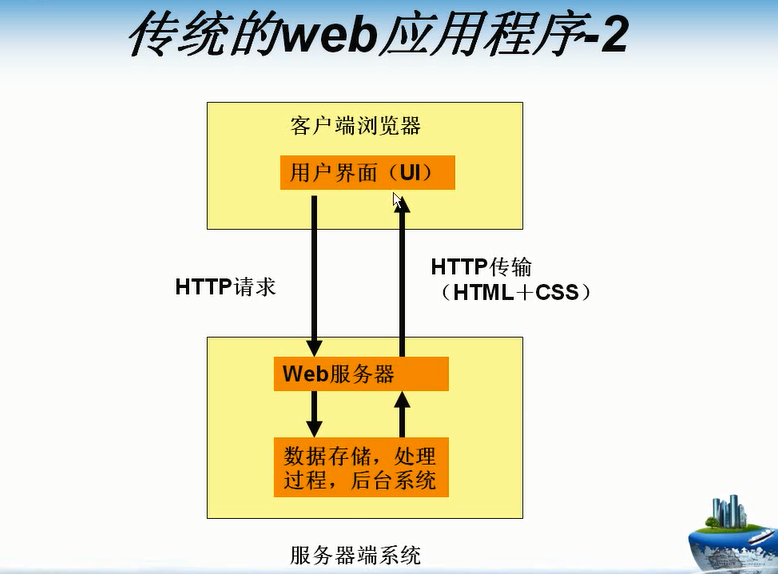 传统的web应用程序-2
客户端浏览器
用户界面（UI）
HTTP请求
HTTP传输
（HTML＋CSS）
Web服务器
数据存储，处理
过程，后台系统
服务器端系统